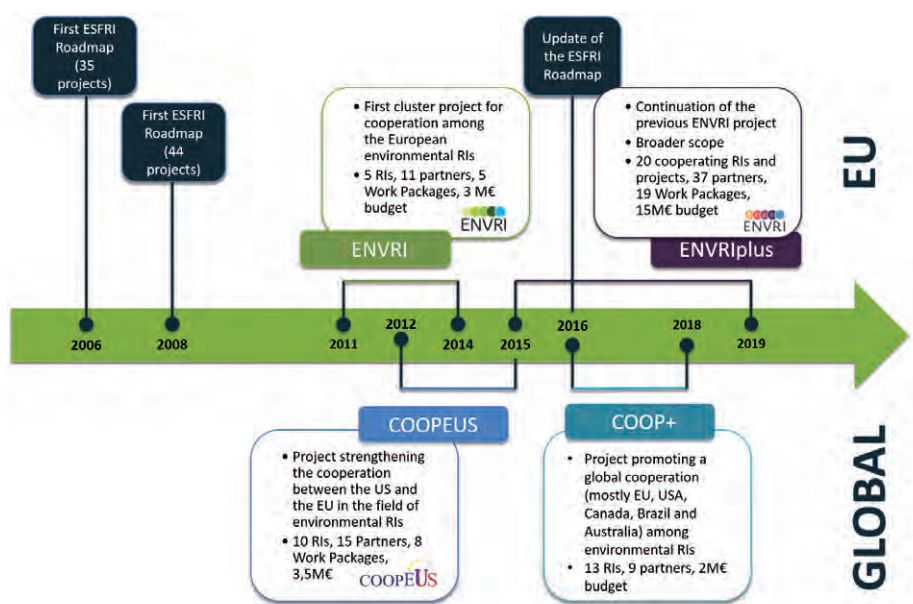 First ESFRI
Roadmap
(35
projects)
First ESFRI
Roadmap
(44
projects)
Update of
the ESFRI
Roadmap
• First cluster project for
cooperation among
the European
environmental RIs
• 5 RIs, 11 partners, 5
Work Packages, 3 M€
budget
ENVRI
ENVRI
• Continuation of the
previous ENVRI project
• Broader scope
• 20 cooperating RIs and
projects, 37 partners,
19 Work Packages,
15M€ budget
ENVRI
ENVRIplus
EU
2006
2008
2011
2012
2014
2015
2016
2018
2019
COOPEUS
• Project strengthening
the cooperation
between the US and
the EU in the field of
environmental RIs
• 10 RIs, 15 Partners, 8
Work Packages,
3,5M€
COOPEUS
COOP+
• Project promoting a
global cooperation
(mostly EU, USA,
Canada, Brazil and
Australia) among
environmental RIs
• 13 RIs, 9 partners, 2M€
budget
GLOBAL